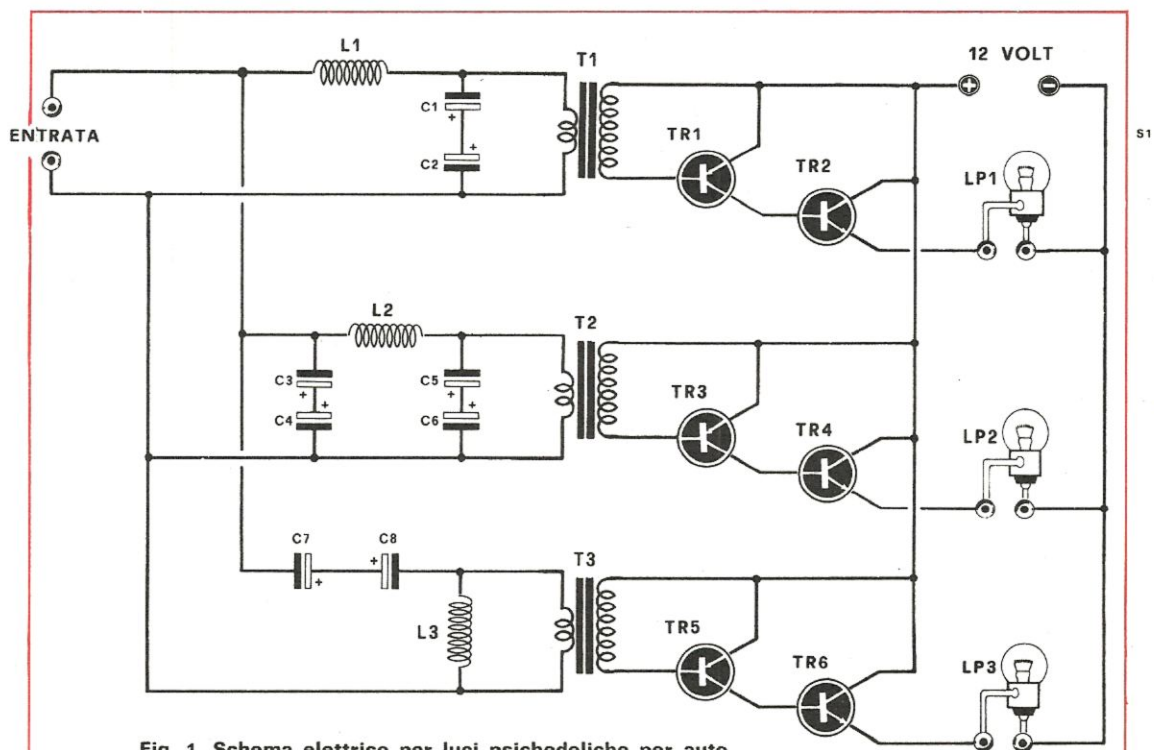 L1
T1
12 VOLT
C1
+
+
C2
ENTRATA
+
-
S1
TR1
TR2
LP1
L2
T2
C3
+
+
C4
C5
+
+
C6
TR3
TR4
LP2
C7
+
C8
+
T3
L3
TR5
TR6
LP3
Fig. 1 Schema elettrico per luci psichedeliche per auto